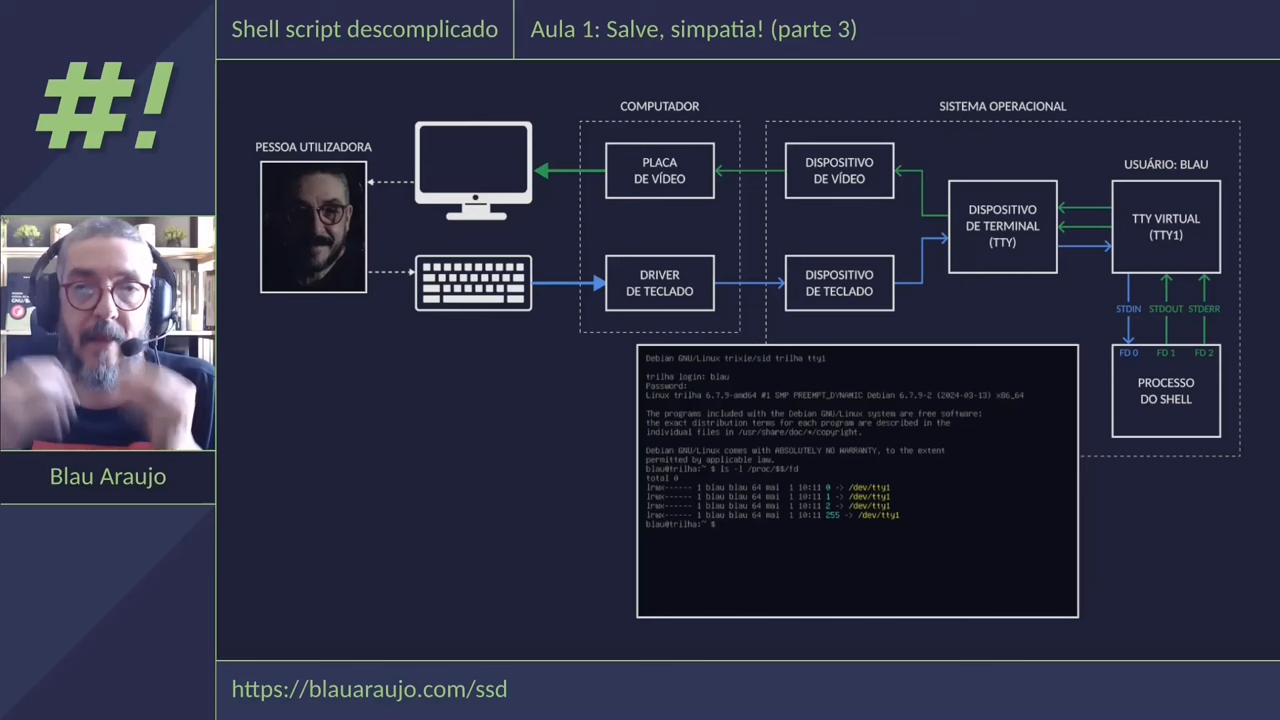 Shell script descomplicado
Aula 1: Salve, simpatia! (parte 3)
#!
COMPUTADOR
SISTEMA OPERACIONAL
PESSOA UTILIZADORA
PLACA
DE VÍDEO
DISPOSITIVO
DE VÍDEO
USUÁRIO: BLAU
DISPOSITIVO
DE TERMINAL
(TTY)
TTY VIRTUAL
(TTY1)
DRIVER
DE TECLADO
DISPOSITIVO
DE TECLADO
STDIN STDOUT STDERR
FD 0 FD 1 FD 2
PROCESSO
DO SHELL
Debian GNU/Linux trixie/sid trilha tty1
trilha login: blau
Password:
Linux trilha 6.7.9-amd64 #1 SMP PREEMPT_DYNAMIC Debian 6.7.9-2 (2024-03-13) x86_64
The programs included with the Debian GNU/Linux system are free software;
the exact distribution terms for each program are described in the
individual files in /usr/share/doc/*/copyright.
Debian GNU/Linux comes with ABSOLUTELY NO WARRANTY, to the extent
permitted by applicable law.
blau@trilha:~ $ ls -l /proc/$$/fd
total 0
lrwx------ 1 blau blau 64 mai  1 10:11 0 -> /dev/tty1
lrwx------ 1 blau blau 64 mai  1 10:11 1 -> /dev/tty1
lrwx------ 1 blau blau 64 mai  1 10:11 2 -> /dev/tty1
lrwx------ 1 blau blau 64 mai  1 10:11 255 -> /dev/tty1
blau@trilha:~ $
Blau Araujo
https://blauaraujo.com/ssd